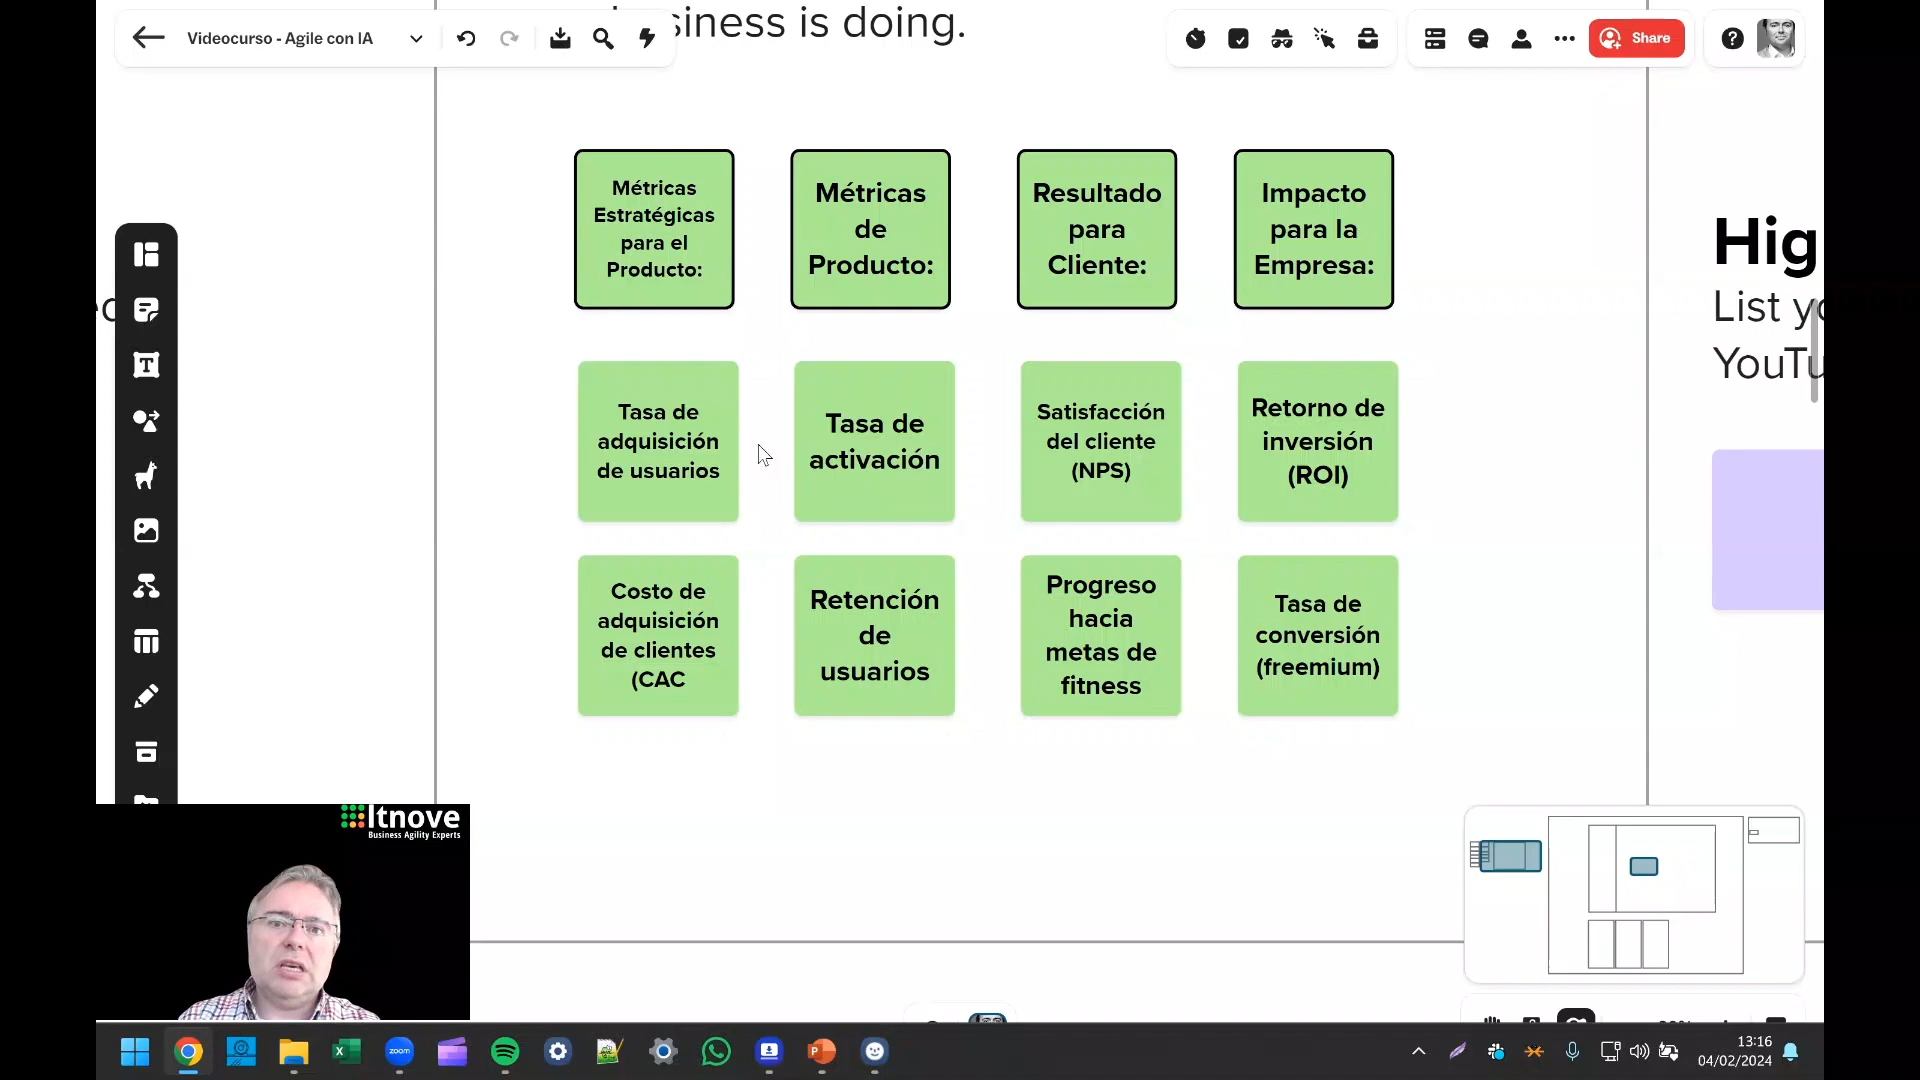 business is doing.
Videocurso - Agile con IA
Share
Métricas
Estratégicas
para el
Producto:
Métricas
de
Producto:
Resultado
para
Cliente:
Impacto
para la
Empresa:
Hig
List yo
YouTu
Tasa de
adquisición
de usuarios
Tasa de
activación
Satisfacción
del cliente
(NPS)
Retorno de
inversión
(ROI)
Costo de
adquisición
de clientes
(CAC
Retención
de
usuarios
Progreso
hacia
metas de
fitness
Tasa de
conversión
(freemium)
Itnove
Business Agility Experts
zoom
13:16
04/02/2024